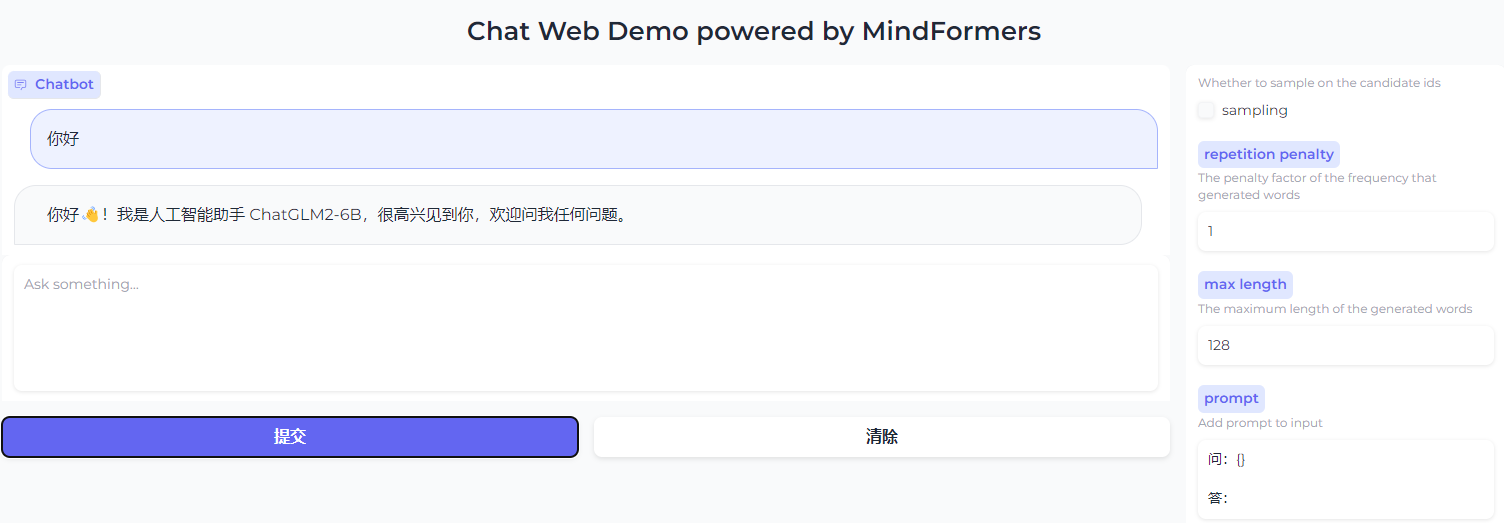 Chat Web Demo powered by MindFormers
Chatbot
你好
你好👋！我是人工智能助手 ChatGLM2-6B，很高兴见到你，欢迎问我任何问题。
Ask something...
提交
清除
Whether to sample on the candidate ids
sampling
repetition penalty
The penalty factor of the frequency that
generated words
1
max length
The maximum length of the generated words
128
prompt
Add prompt to input
问：{}
答：